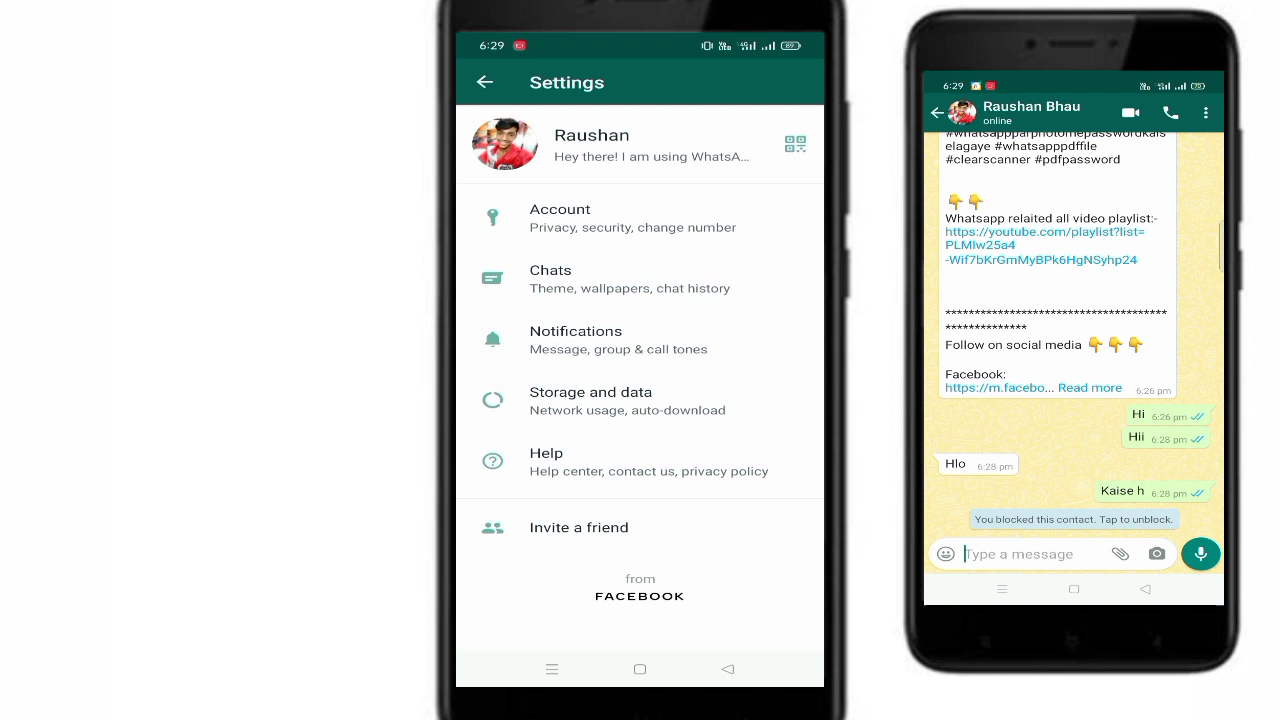 6:29
89
Settings
Raushan
Hey there! I am using WhatsA...
Account
Privacy, security, change number
Chats
Theme, wallpapers, chat history
Notifications
Message, group & call tones
Storage and data
Network usage, auto-download
Help
Help center, contact us, privacy policy
Invite a friend
from
FACEBOOK
6:29
Raushan Bhau
online
#whatsappparphotomepasswordkais
elagaye #whatsapppdffile
#clearscanner #pdfpassword
👇👇
Whatsapp relaited all video playlist:-
https://youtube.com/playlist?list=
PLMlw25a4
-Wif7bKrGmMyBPk6HgNSyhp24
**************************************
**************
Follow on social media 👇👇👇
Facebook:
https://m.facebo... Read more 6:26 pm
Hi 6:26 pm
Hii 6:28 pm
Hlo 6:28 pm
Kaise h 6:28 pm
You blocked this contact. Tap to unblock.
Type a message